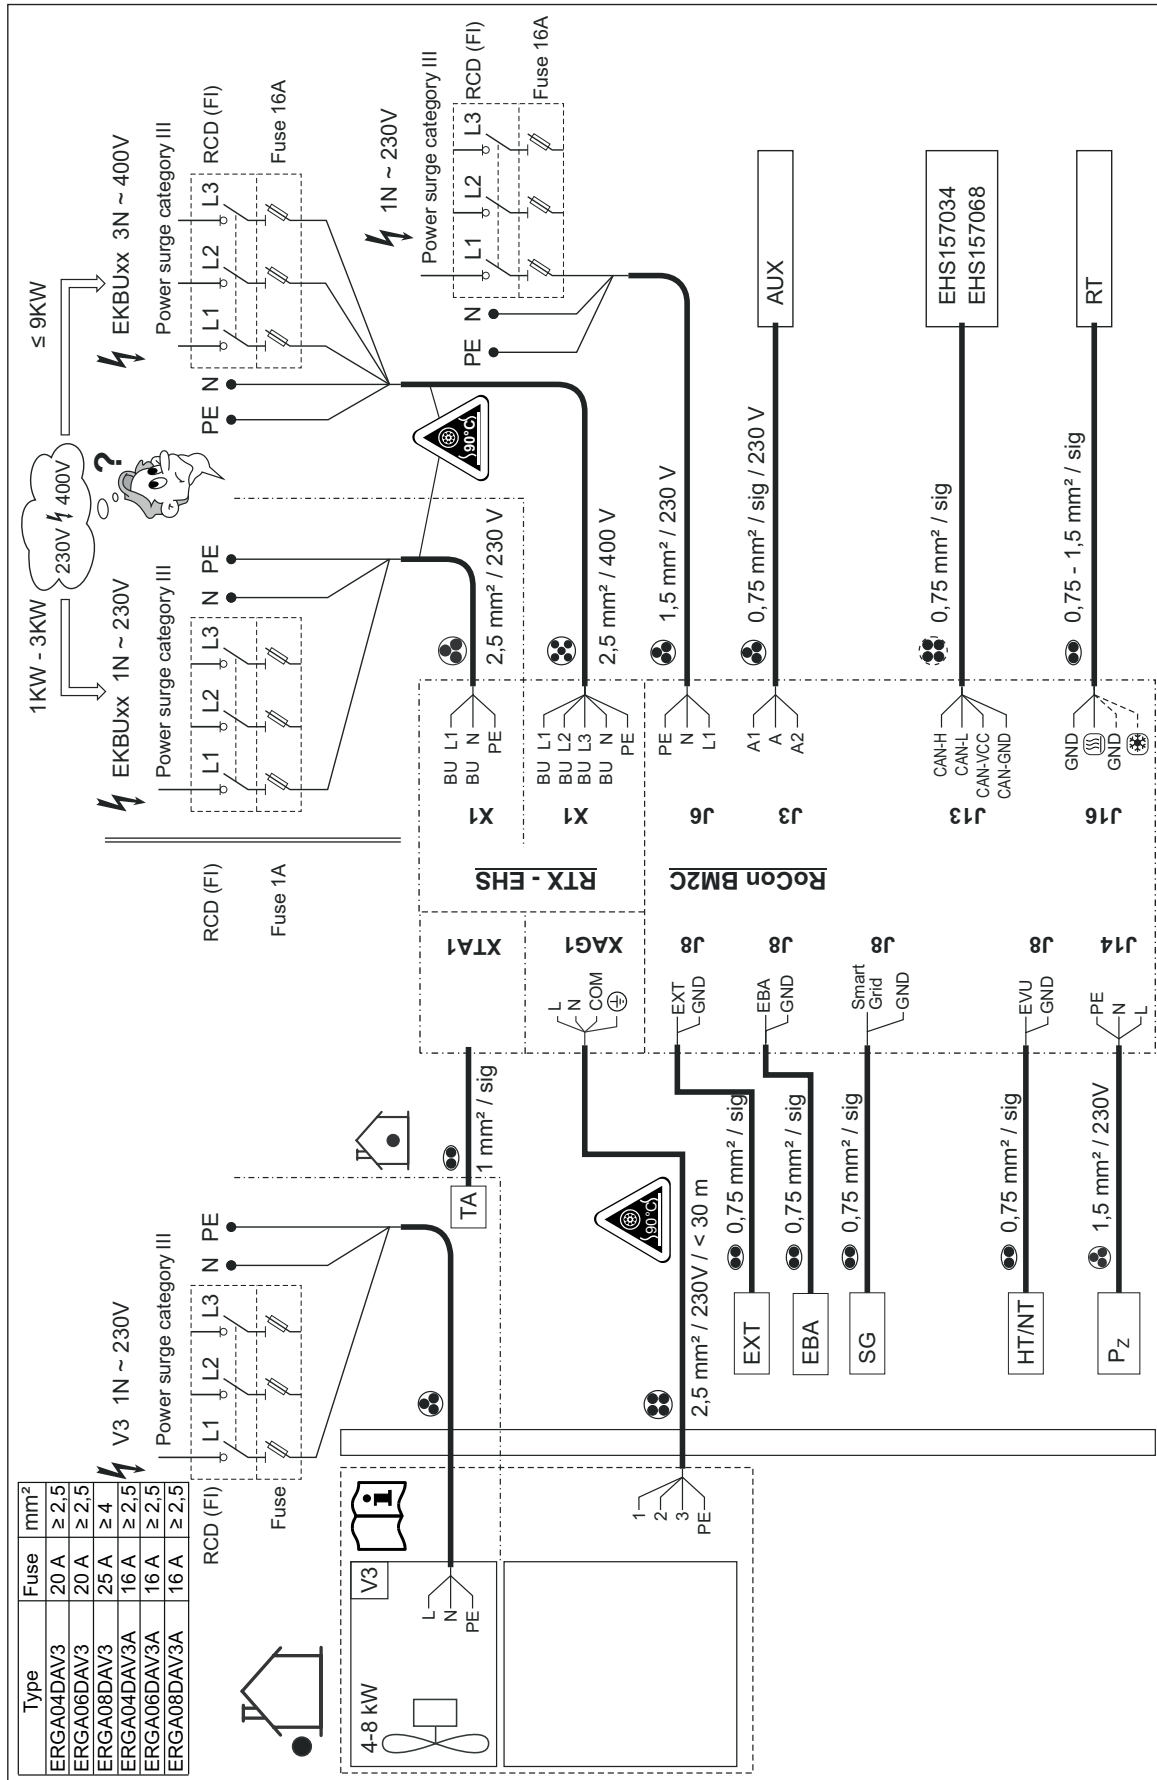 Type Fuse mm²
ERGA04DAV3 20 A ≥ 2,5
ERGA06DAV3 20 A ≥ 2,5
ERGA08DAV3 25 A ≥ 4
ERGA04DAV3A 16 A ≥ 2,5
ERGA06DAV3A 16 A ≥ 2,5
ERGA08DAV3A 16 A ≥ 2,5
V3 1N ~ 230V
Power surge category III
RCD (FI)
L1 L2 L3 N PE
Fuse
4-8 kW
V3
L
N
PE
1
2
3
PE
TA
1 mm² / sig
90°C
2,5 mm² / 230V / < 30 m
EXT
0,75 mm² / sig
EBA
0,75 mm² / sig
SG
0,75 mm² / sig
HT/NT
0,75 mm² / sig
Pz
1,5 mm² / 230V
RCD (FI)
Fuse 1A
XTA1
XAG1
L
N
COM
J8
EXT
GND
J8
EBA
GND
J8
Smart
Grid
GND
J8
EVU
GND
J14
PE
N
L
RTX - EHS
RoCon BM2C
1KW - 3KW
230V 400V
≤ 9KW
?
EKBUxx 1N ~ 230V
Power surge category III
L1 L2 L3 N PE
EKBUxx 3N ~ 400V
Power surge category III
PE N L1 L2 L3
RCD (FI)
Fuse 16A
1N ~ 230V
Power surge category III
PE N L1 L2 L3
RCD (FI)
Fuse 16A
90°C
X1
BU L1
BU N
PE
2,5 mm² / 230 V
X1
BU L1
BU L2
BU L3
BU N
PE
2,5 mm² / 400 V
J6
PE
N
L1
1,5 mm² / 230 V
J3
A1
A
A2
0,75 mm² / sig / 230 V
AUX
J13
CAN-H
CAN-L
CAN-VCC
CAN-GND
0,75 mm² / sig
EHS157034
EHS157068
J16
GND
GND
0,75 - 1,5 mm² / sig
RT